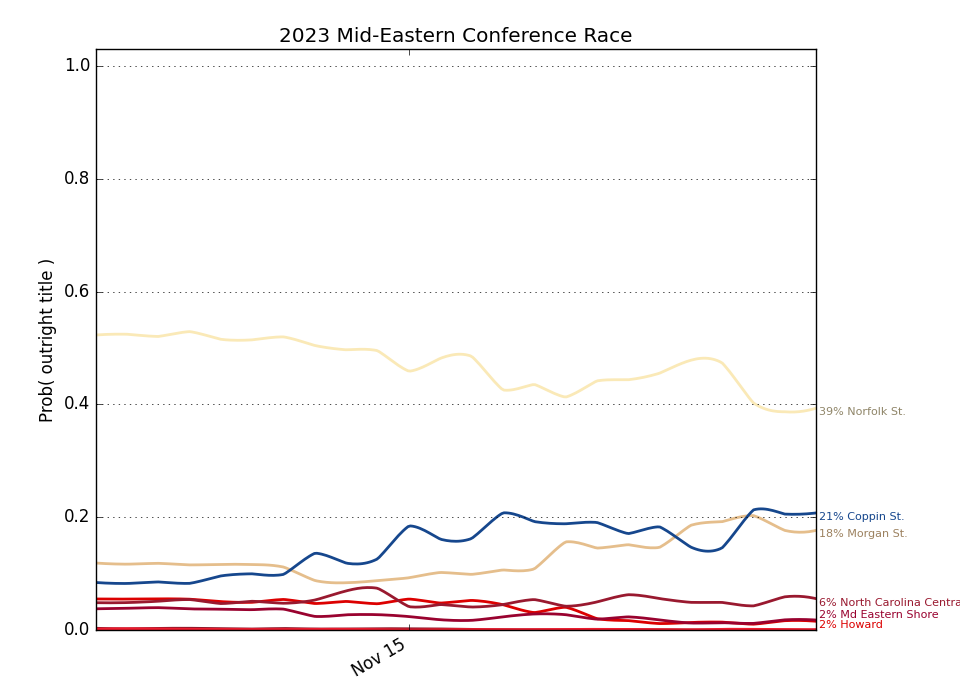 2023 Mid-Eastern Conference Race
1.0
0.8
0.6
0.4
0.2
0.0
Prob( outright title )
Nov 15
39% Norfolk St.
21% Coppin St.
18% Morgan St.
6% North Carolina Centra
2% Md Eastern Shore
2% Howard